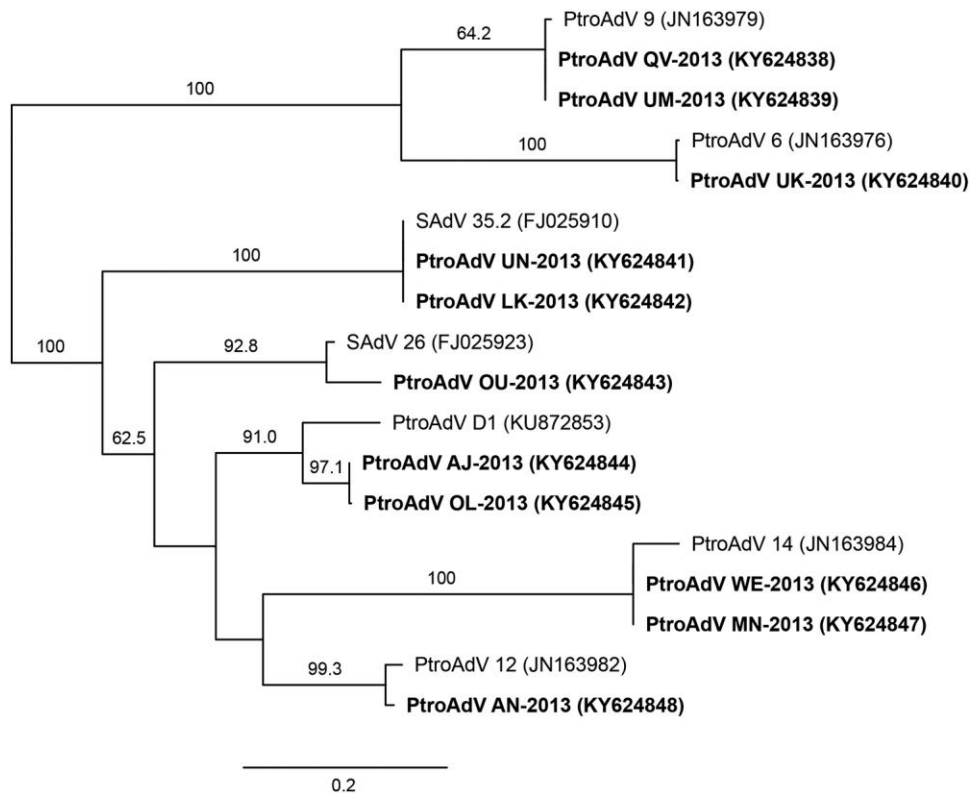 PtroAdV 9 (JN163979)
64.2
PtroAdV QV-2013 (KY624838)
100
PtroAdV UM-2013 (KY624839)
PtroAdV 6 (JN163976)
100
PtroAdV UK-2013 (KY624840)
SAdV 35.2 (FJ025910)
100
PtroAdV UN-2013 (KY624841)
PtroAdV LK-2013 (KY624842)
100
92.8
SAdV 26 (FJ025923)
PtroAdV OU-2013 (KY624843)
PtroAdV D1 (KU872853)
62.5
91.0
97.1
PtroAdV AJ-2013 (KY624844)
PtroAdV OL-2013 (KY624845)
PtroAdV 14 (JN163984)
100
PtroAdV WE-2013 (KY624846)
PtroAdV MN-2013 (KY624847)
99.3
PtroAdV 12 (JN163982)
PtroAdV AN-2013 (KY624848)
0.2